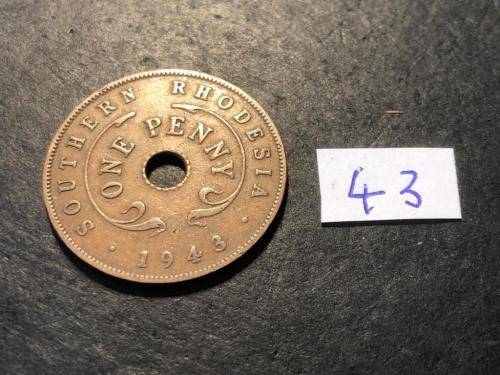 SOUTHERN RHODESIA
ONE PENNY
· 1943 ·
43